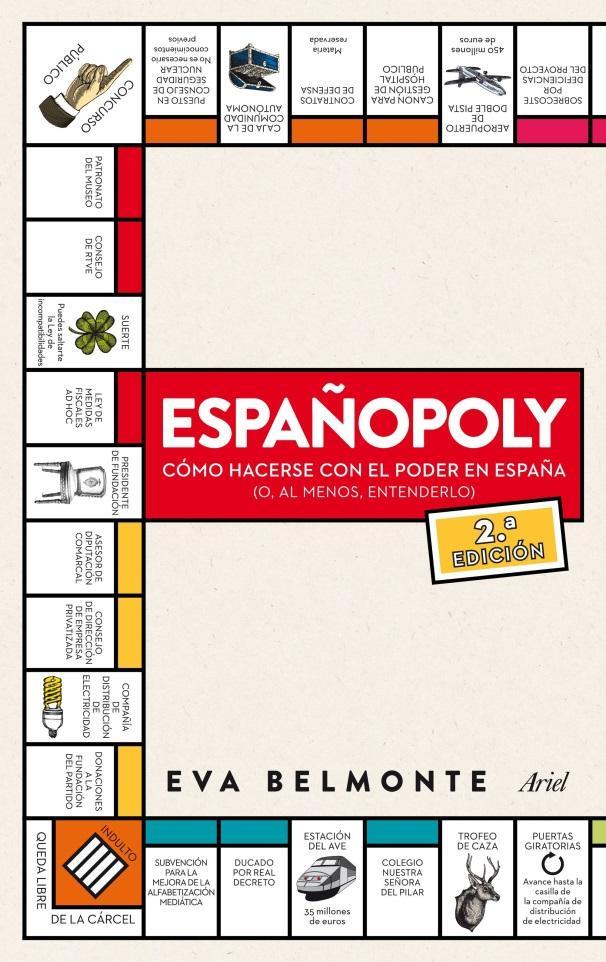 CONCURSO
PÚBLICO
PUESTO EN
CONSEJO DE
SEGURIDAD
NUCLEAR
No es necesario
conocimientos
previos
CAJA DE LA
COMUNIDAD
AUTÓNOMA
CONTRATOS
DE DEFENSA
Materia
reservada
CANON PARA
GESTIÓN DE
HOSPITAL
PÚBLICO
AEROPUERTO
DE
DOBLE PISTA
450 millones
de euros
SOBRECOSTE
POR
DEFICIENCIAS
DEL PROYECTO
PATRONATO
DEL MUSEO
CONSEJO
DE RTVE
SUERTE
Puedes saltarte
la Ley de
incompatibilidades
LEY DE
MEDIDAS
FISCALES
AD HOC
PRESIDENTE
DE FUNDACIÓN
ESPAÑOPOLY
CÓMO HACERSE CON EL PODER EN ESPAÑA
(O, AL MENOS, ENTENDERLO)
2.ª
EDICIÓN
ASESOR DE
DIPUTACIÓN
COMARCAL
CONSEJO
DE DIRECCIÓN
DE EMPRESA
PRIVATIZADA
COMPAÑÍA
DE
DISTRIBUCIÓN
DE
ELECTRICIDAD
DONACIONES
A LA
FUNDACIÓN
DEL PARTIDO
EVA BELMONTE
Ariel
INDULTO
QUEDA LIBRE
DE LA CÁRCEL
SUBVENCIÓN
PARA LA
MEJORA DE LA
ALFABETIZACIÓN
MEDIÁTICA
DUCADO
POR REAL
DECRETO
ESTACIÓN
DEL AVE
35 millones
de euros
COLEGIO
NUESTRA
SEÑORA
DEL PILAR
TROFEO
DE CAZA
PUERTAS
GIRATORIAS
Avance hasta la
casilla de
la compañía de
distribución
de electricidad